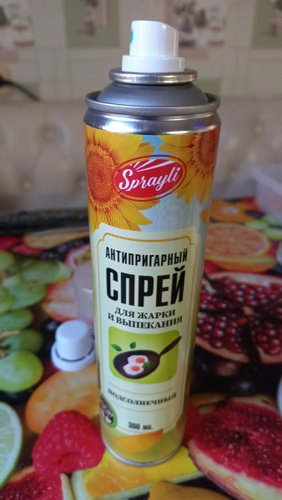 Sprayli
АНТИПРИГАРНЫЙ
СПРЕЙ
ДЛЯ ЖАРКИ
И ВЫПЕКАНИЯ
ПОДСОЛНЕЧНЫЙ
300 мл.